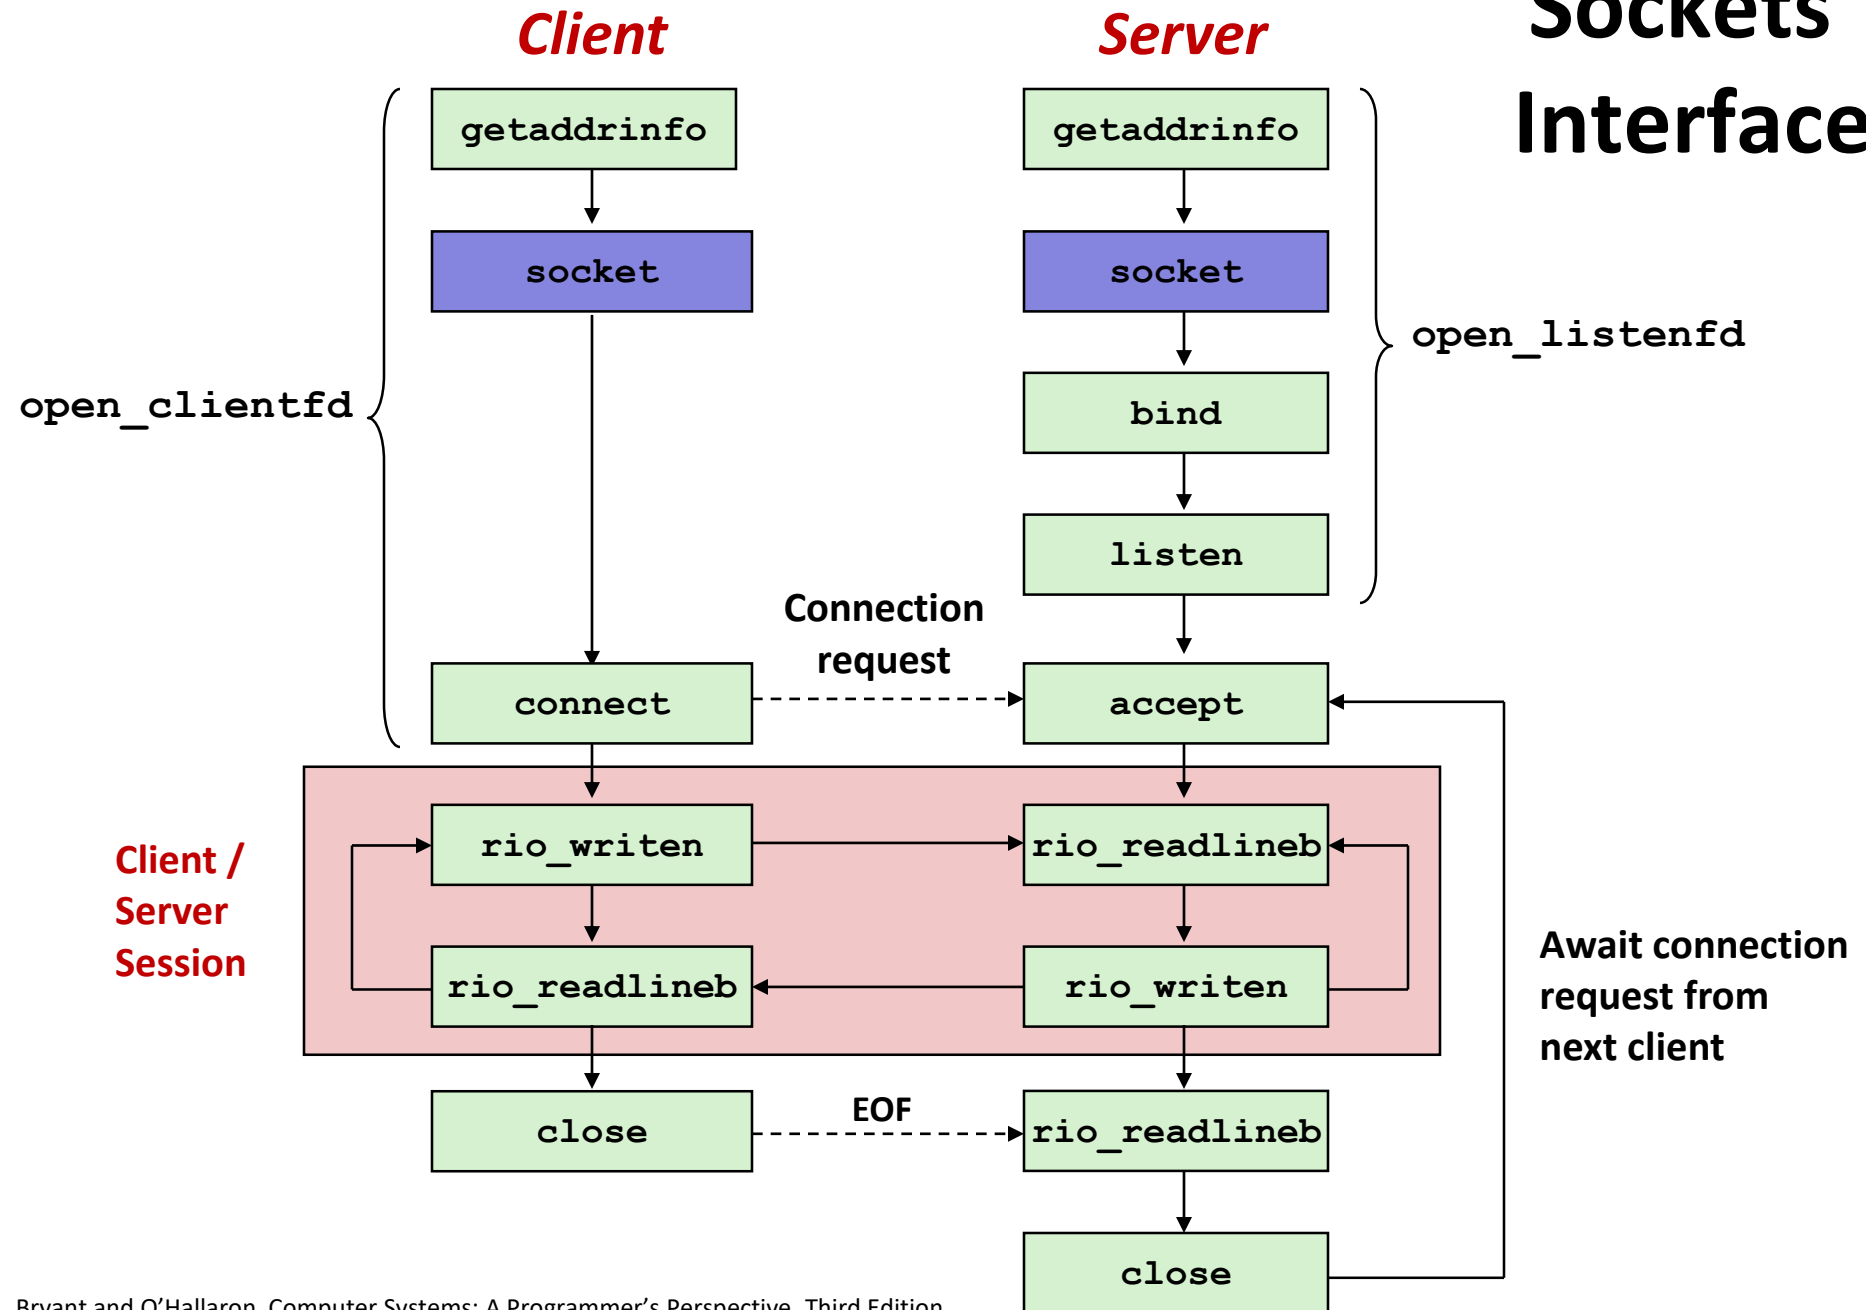 Sockets
Interface
Client
Server
getaddrinfo
getaddrinfo
socket
socket
open_listenfd
open_clientfd
bind
listen
Connection
request
connect
accept
Client /
Server
Session
rio_writen
rio_readlineb
rio_readlineb
rio_writen
Await connection
request from
next client
close
EOF
rio_readlineb
close
Bryant and O'Hallaron, Computer Systems: A Programmer's Perspective, Third Edition